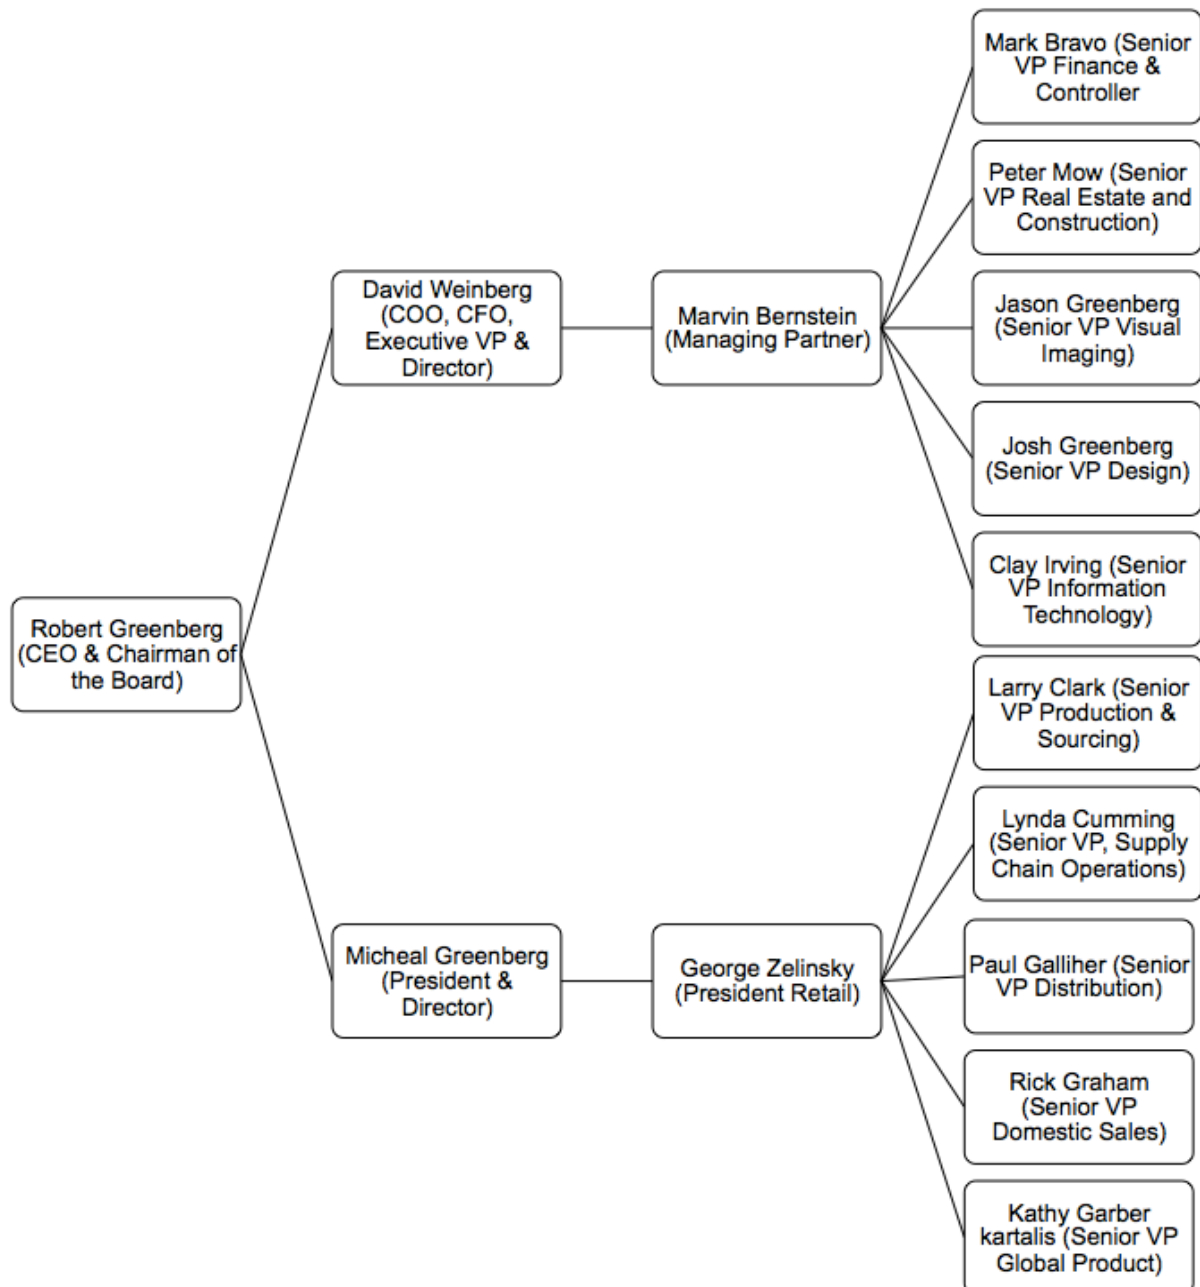 Mark Bravo (Senior
VP Finance &
Controller
Peter Mow (Senior
VP Real Estate and
Construction)
David Weinberg
(COO, CFO,
Executive VP &
Director)
Marvin Bernstein
(Managing Partner)
Jason Greenberg
(Senior VP Visual
Imaging)
Josh Greenberg
(Senior VP Design)
Clay Irving (Senior
VP Information
Technology)
Robert Greenberg
(CEO & Chairman of
the Board)
Larry Clark (Senior
VP Production &
Sourcing)
Lynda Cumming
(Senior VP, Supply
Chain Operations)
Micheal Greenberg
(President &
Director)
George Zelinsky
(President Retail)
Paul Galliher (Senior
VP Distribution)
Rick Graham
(Senior VP
Domestic Sales)
Kathy Garber
kartalis (Senior VP
Global Product)